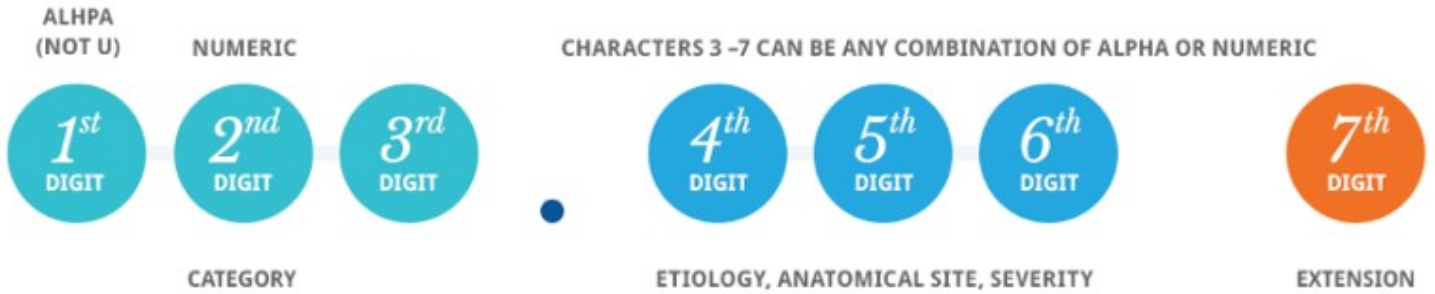 ALHPA
(NOT U)
NUMERIC
CHARACTERS 3 –7 CAN BE ANY COMBINATION OF ALPHA OR NUMERIC
1st
DIGIT
2nd
DIGIT
3rd
DIGIT
4th
DIGIT
5th
DIGIT
6th
DIGIT
7th
DIGIT
CATEGORY
ETIOLOGY, ANATOMICAL SITE, SEVERITY
EXTENSION